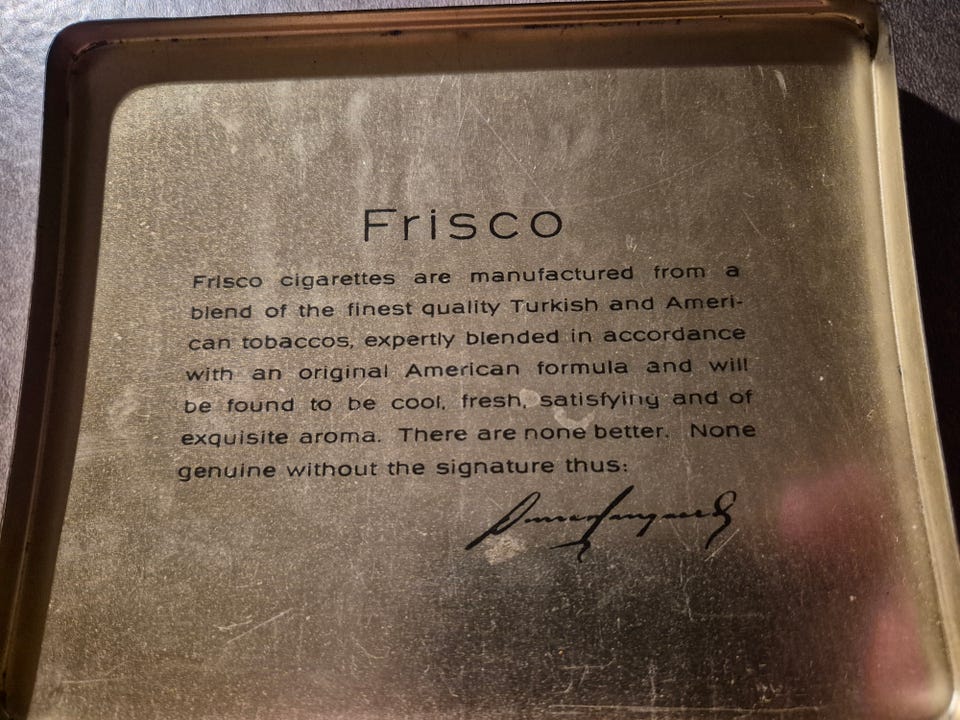 Frisco
Frisco cigarettes are manufactured from a
blend of the finest quality Turkish and Ameri-
can tobaccos, expertly blended in accordance
with an original American formula and will
be found to be cool, fresh, satisfying and of
exquisite aroma. There are none better. None
genuine without the signature thus: